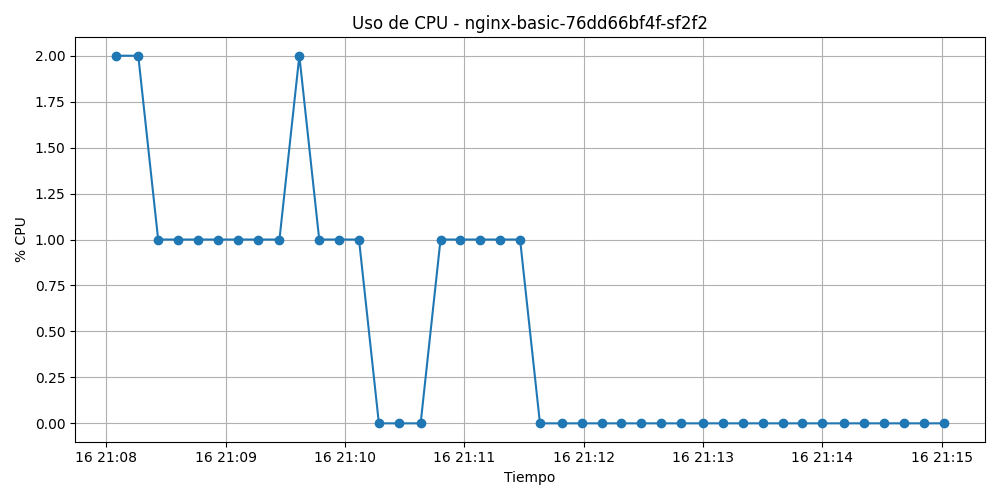 Uso de CPU - nginx-basic-76dd66bf4f-sf2f2
% CPU
2.00
1.75
1.50
1.25
1.00
0.75
0.50
0.25
0.00
16 21:08 16 21:09 16 21:10 16 21:11 16 21:12 16 21:13 16 21:14 16 21:15
Tiempo